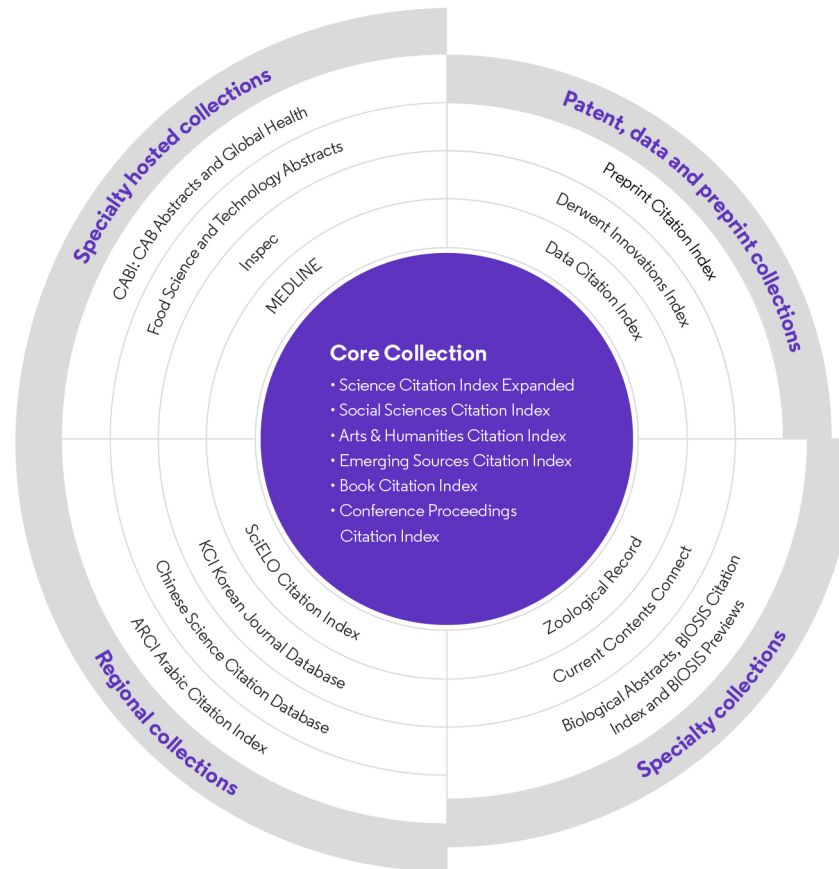 Specialty hosted collections
CABI: CAB Abstracts and Global Health
Food Science and Technology Abstracts
Inspec
MEDLINE
Patent, data and preprint collections
Preprint Citation Index
Derwent Innovations Index
Data Citation Index
Core Collection
• Science Citation Index Expanded
• Social Sciences Citation Index
• Arts & Humanities Citation Index
• Emerging Sources Citation Index
• Book Citation Index
• Conference Proceedings
Citation Index
SciELO Citation Index
KCI Korean Journal Database
Chinese Science Citation Database
ARCI Arabic Citation Index
Regional collections
Zoological Record
Current Contents Connect
Biological Abstracts, BIOSIS Citation
Index and BIOSIS Previews
Specialty collections